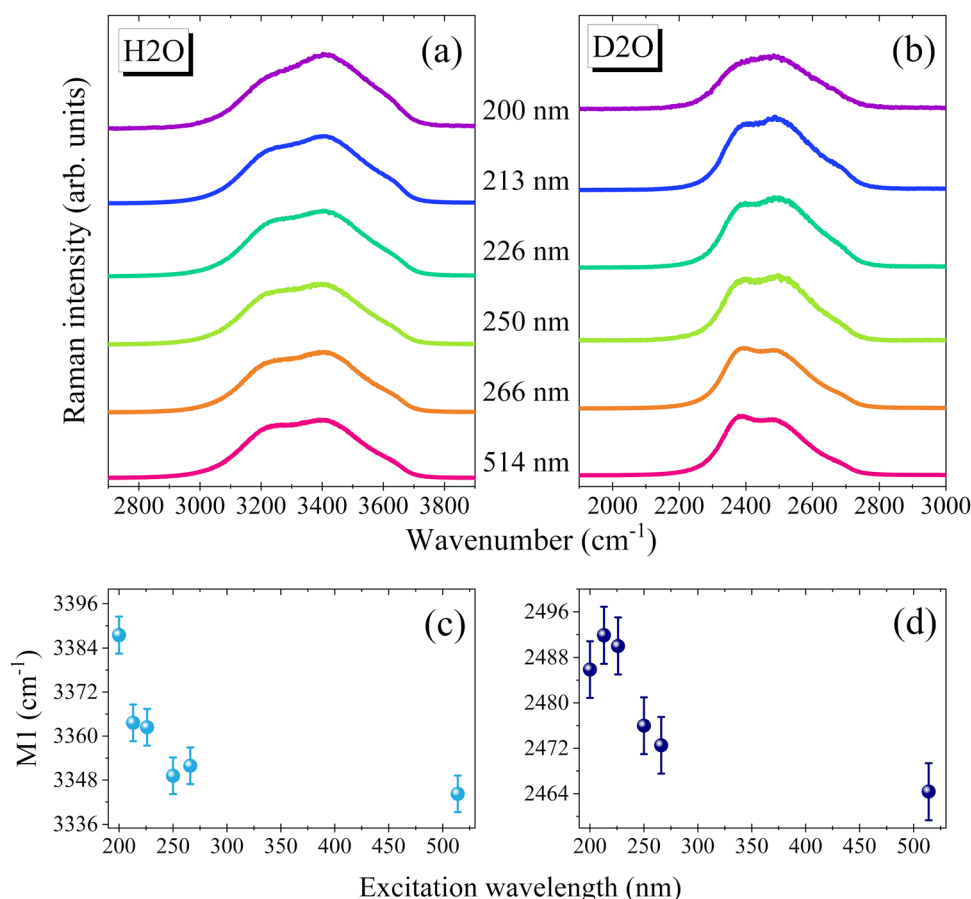 H2O
(a)
D2O
(b)
Raman intensity (arb. units)
200 nm
213 nm
226 nm
250 nm
266 nm
514 nm
2800 3000 3200 3400 3600 3800
2000 2200 2400 2600 2800 3000
Wavenumber (cm-1)
(c)
M1 (cm-1)
3396
3384
3372
3360
3348
3336
200 250 300 350 400 450 500
(d)
2496
2488
2480
2472
2464
200 250 300 350 400 450 500
Excitation wavelength (nm)